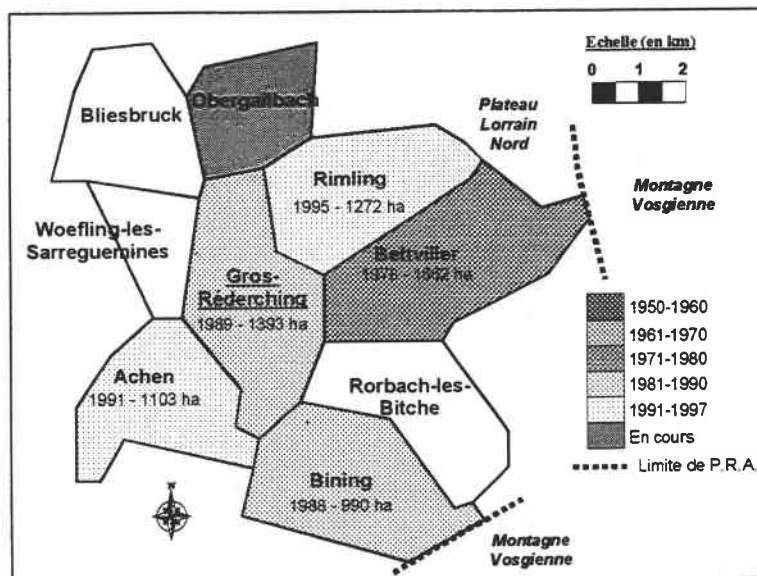 Echelle (en km)
0 1 2
Bliesbruck
Obergailbach
Plateau
Lorrain
Nord
Montagne
Vosgienne
Rimling
1995 - 1272 ha
Woefling-les-
Sarreguemines
Bettviller
Gros-
Réderching
1989 - 1393 ha
1950-1960
1961-1970
1971-1980
1981-1990
1991-1997
En cours
Limite de P.R.A.
Achen
1991 - 1103 ha
Rorbach-les-
Bitche
Bining
1988 - 990 ha
Montagne
Vosgienne